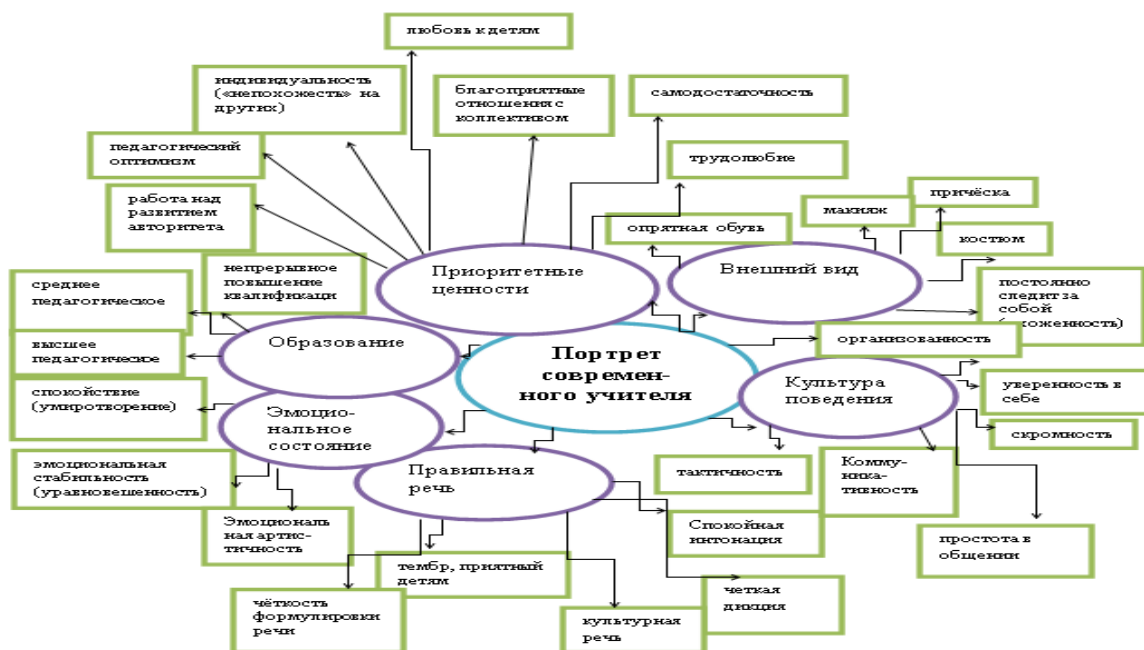 любовь к детям
индивидуальность
(«непохожесть» на
других)
благоприятные
отношения с
коллективом
самодостаточность
педагогический
оптимизм
трудолюбие
работа над
развитием
авторитета
причёска
макияж
опрятная обувь
костюм
Приоритетные
ценности
Внешний вид
непрерывное
повышение
квалификаци
среднее
педагогическое
постоянно
следит за
собой
организованность
высшее
педагогическое
Образование
Портрет
современ-
ного учителя
Культура
поведения
уверенность в
себе
спокойствие
(умиротворение)
Эмоцио-
нальное
состояние
скромность
Правильная
речь
тактичность
Комму-
ника-
тивность
эмоциональная
стабильность
(уравновешенность)
Эмоциональ
ная артис-
тичность
Спокойная
интонация
простота в
общении
тембр, приятный
детям
четкая
дикция
чёткость
формулировки
речи
культурная
речь